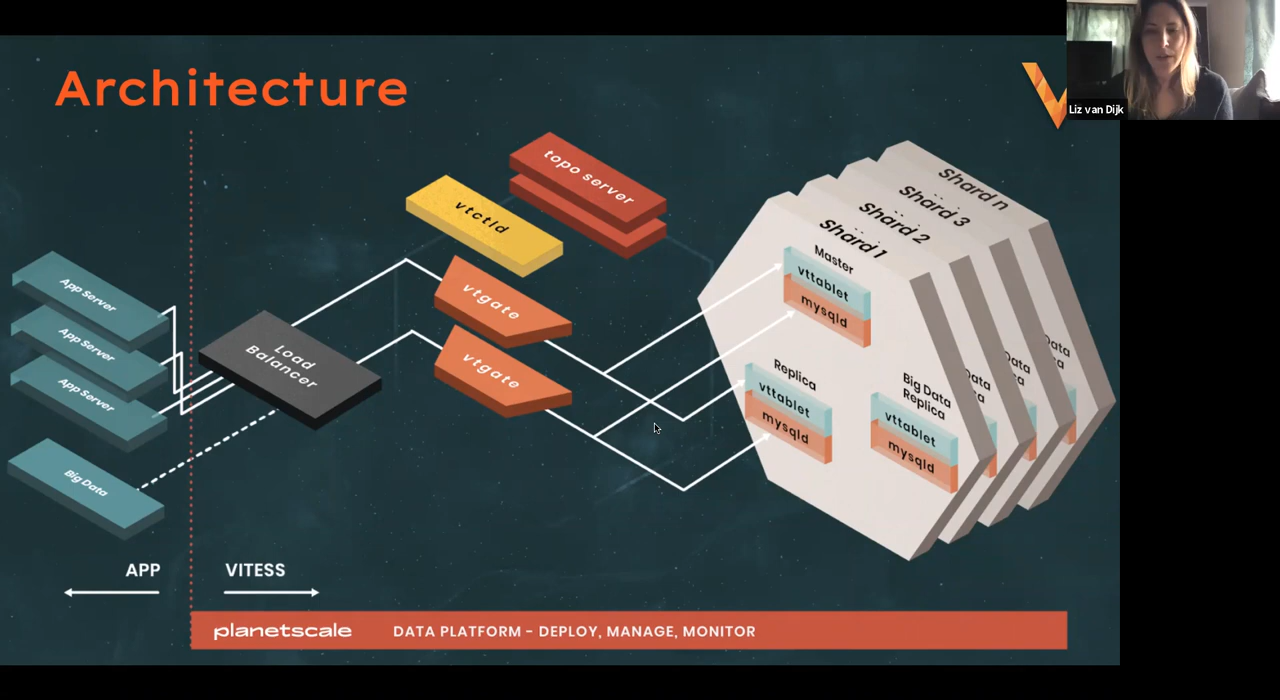 Architecture
Liz van Dijk
topo server
vtctld
App Server
App Server
App Server
Big Data
Load
Balancer
vtgate
vtgate
Shard n
Shard 3
Shard 2
Shard 1
Master
vttablet
mysqld
Replica
vttablet
mysqld
Big Data
Replica
vttablet
mysqld
APP
VITESS
planetscale
DATA PLATFORM - DEPLOY, MANAGE, MONITOR